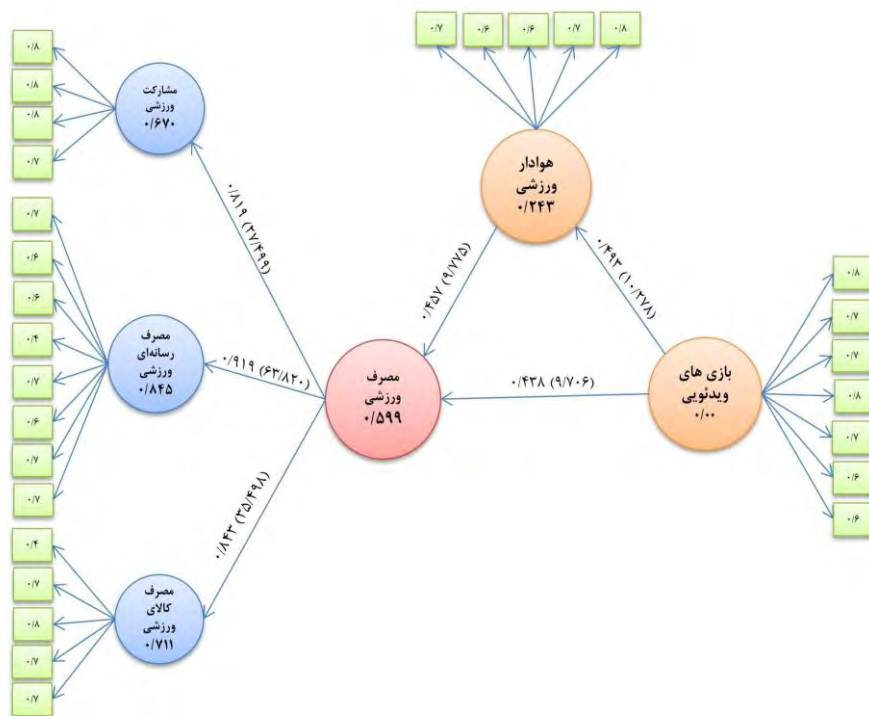 ۰/۷
۰/۶
۰/۶
۰/۷
۰/۸
هوادار
ورزشی
۰/۲۴۳
بازی های
ویدئویی
۰/۰۰
۰/۸
۰/۷
۰/۷
۰/۸
۰/۷
۰/۶
۰/۶
۰/۴۹۳ (۱۰/۲۷۸)
۰/۴۵۷ (۹/۷۷۵)
۰/۴۳۸ (۹/۷۰۶)
مصرف
ورزشی
۰/۵۹۹
۰/۸۱۹ (۲۷/۴۹۹)
۰/۹۱۹ (۶۳/۸۲۰)
۰/۸۴۳ (۳۵/۴۹۸)
مشارکت
ورزشی
۰/۶۷۰
۰/۸
۰/۸
۰/۸
۰/۷
مصرف
رسانه‌ای
ورزشی
۰/۸۴۵
۰/۷
۰/۶
۰/۶
۰/۴
۰/۷
۰/۶
۰/۷
۰/۷
مصرف
کالای
ورزشی
۰/۷۱۱
۰/۴
۰/۷
۰/۸
۰/۷
۰/۷